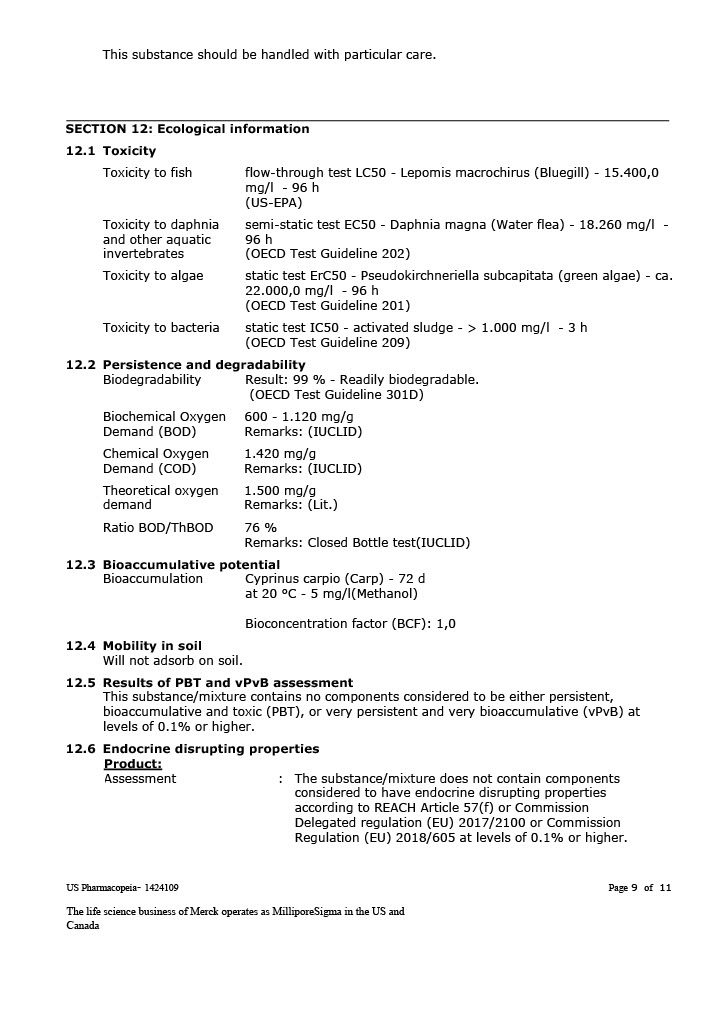 This substance should be handled with particular care.
SECTION 12: Ecological information
12.1 Toxicity
Toxicity to fish flow-through test LC50 - Lepomis macrochirus (Bluegill) - 15.400,0
mg/l - 96 h
(US-EPA)
Toxicity to daphnia semi-static test EC50 - Daphnia magna (Water flea) - 18.260 mg/l -
and other aquatic 96 h
invertebrates (OECD Test Guideline 202)
Toxicity to algae static test ErC50 - Pseudokirchneriella subcapitata (green algae) - ca.
22.000,0 mg/l - 96 h
(OECD Test Guideline 201)
Toxicity to bacteria static test IC50 - activated sludge - > 1.000 mg/l - 3 h
(OECD Test Guideline 209)
12.2 Persistence and degradability
Biodegradability Result: 99 % - Readily biodegradable.
(OECD Test Guideline 301D)
Biochemical Oxygen 600 - 1.120 mg/g
Demand (BOD) Remarks: (IUCLID)
Chemical Oxygen 1.420 mg/g
Demand (COD) Remarks: (IUCLID)
Theoretical oxygen 1.500 mg/g
demand Remarks: (Lit.)
Ratio BOD/ThBOD 76 %
Remarks: Closed Bottle test(IUCLID)
12.3 Bioaccumulative potential
Bioaccumulation Cyprinus carpio (Carp) - 72 d
at 20 °C - 5 mg/l(Methanol)
Bioconcentration factor (BCF): 1,0
12.4 Mobility in soil
Will not adsorb on soil.
12.5 Results of PBT and vPvB assessment
This substance/mixture contains no components considered to be either persistent,
bioaccumulative and toxic (PBT), or very persistent and very bioaccumulative (vPvB) at
levels of 0.1% or higher.
12.6 Endocrine disrupting properties
Product:
Assessment : The substance/mixture does not contain components
considered to have endocrine disrupting properties
according to REACH Article 57(f) or Commission
Delegated regulation (EU) 2017/2100 or Commission
Regulation (EU) 2018/605 at levels of 0.1% or higher.
US Pharmacopeia- 1424109 Page 9 of 11
The life science business of Merck operates as MilliporeSigma in the US and
Canada